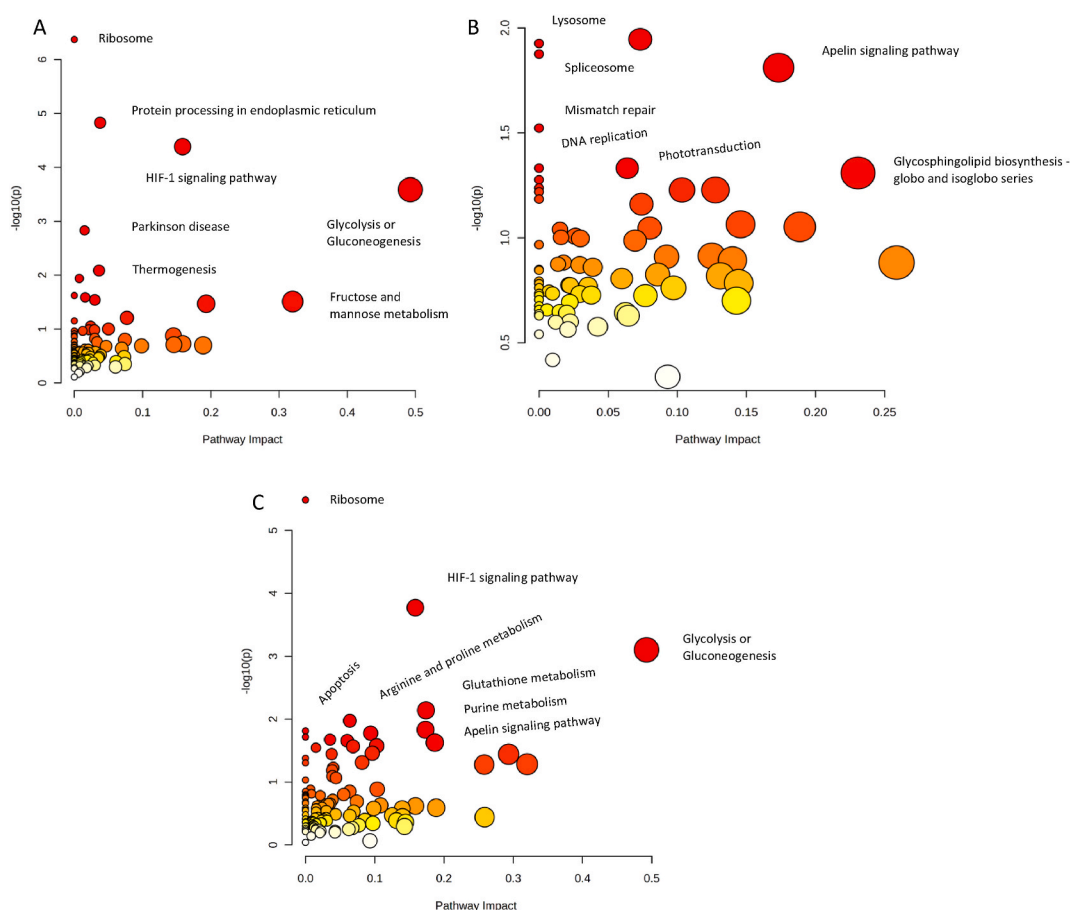 A
Ribosome
6
Protein processing in endoplasmic reticulum
5
4
HIF-1 signaling pathway
-log10(p)
3
Parkinson disease
Glycolysis or
Gluconeogenesis
2
Thermogenesis
Fructose and
mannose metabolism
1
0
0.0 0.1 0.2 0.3 0.4 0.5
Pathway Impact
B
Lysosome
2.0
Apelin signaling pathway
Spliceosome
1.5
Mismatch repair
DNA replication
Phototransduction
Glycosphingolipid biosynthesis -
globo and isoglobo series
-log10(p)
1.0
0.5
0.00 0.05 0.10 0.15 0.20 0.25
Pathway Impact
C
Ribosome
5
4
HIF-1 signaling pathway
3
-log10(p)
Glycolysis or
Gluconeogenesis
Apoptosis
Arginine and proline metabolism
Glutathione metabolism
Purine metabolism
Apelin signaling pathway
2
1
0
0.0 0.1 0.2 0.3 0.4 0.5
Pathway Impact